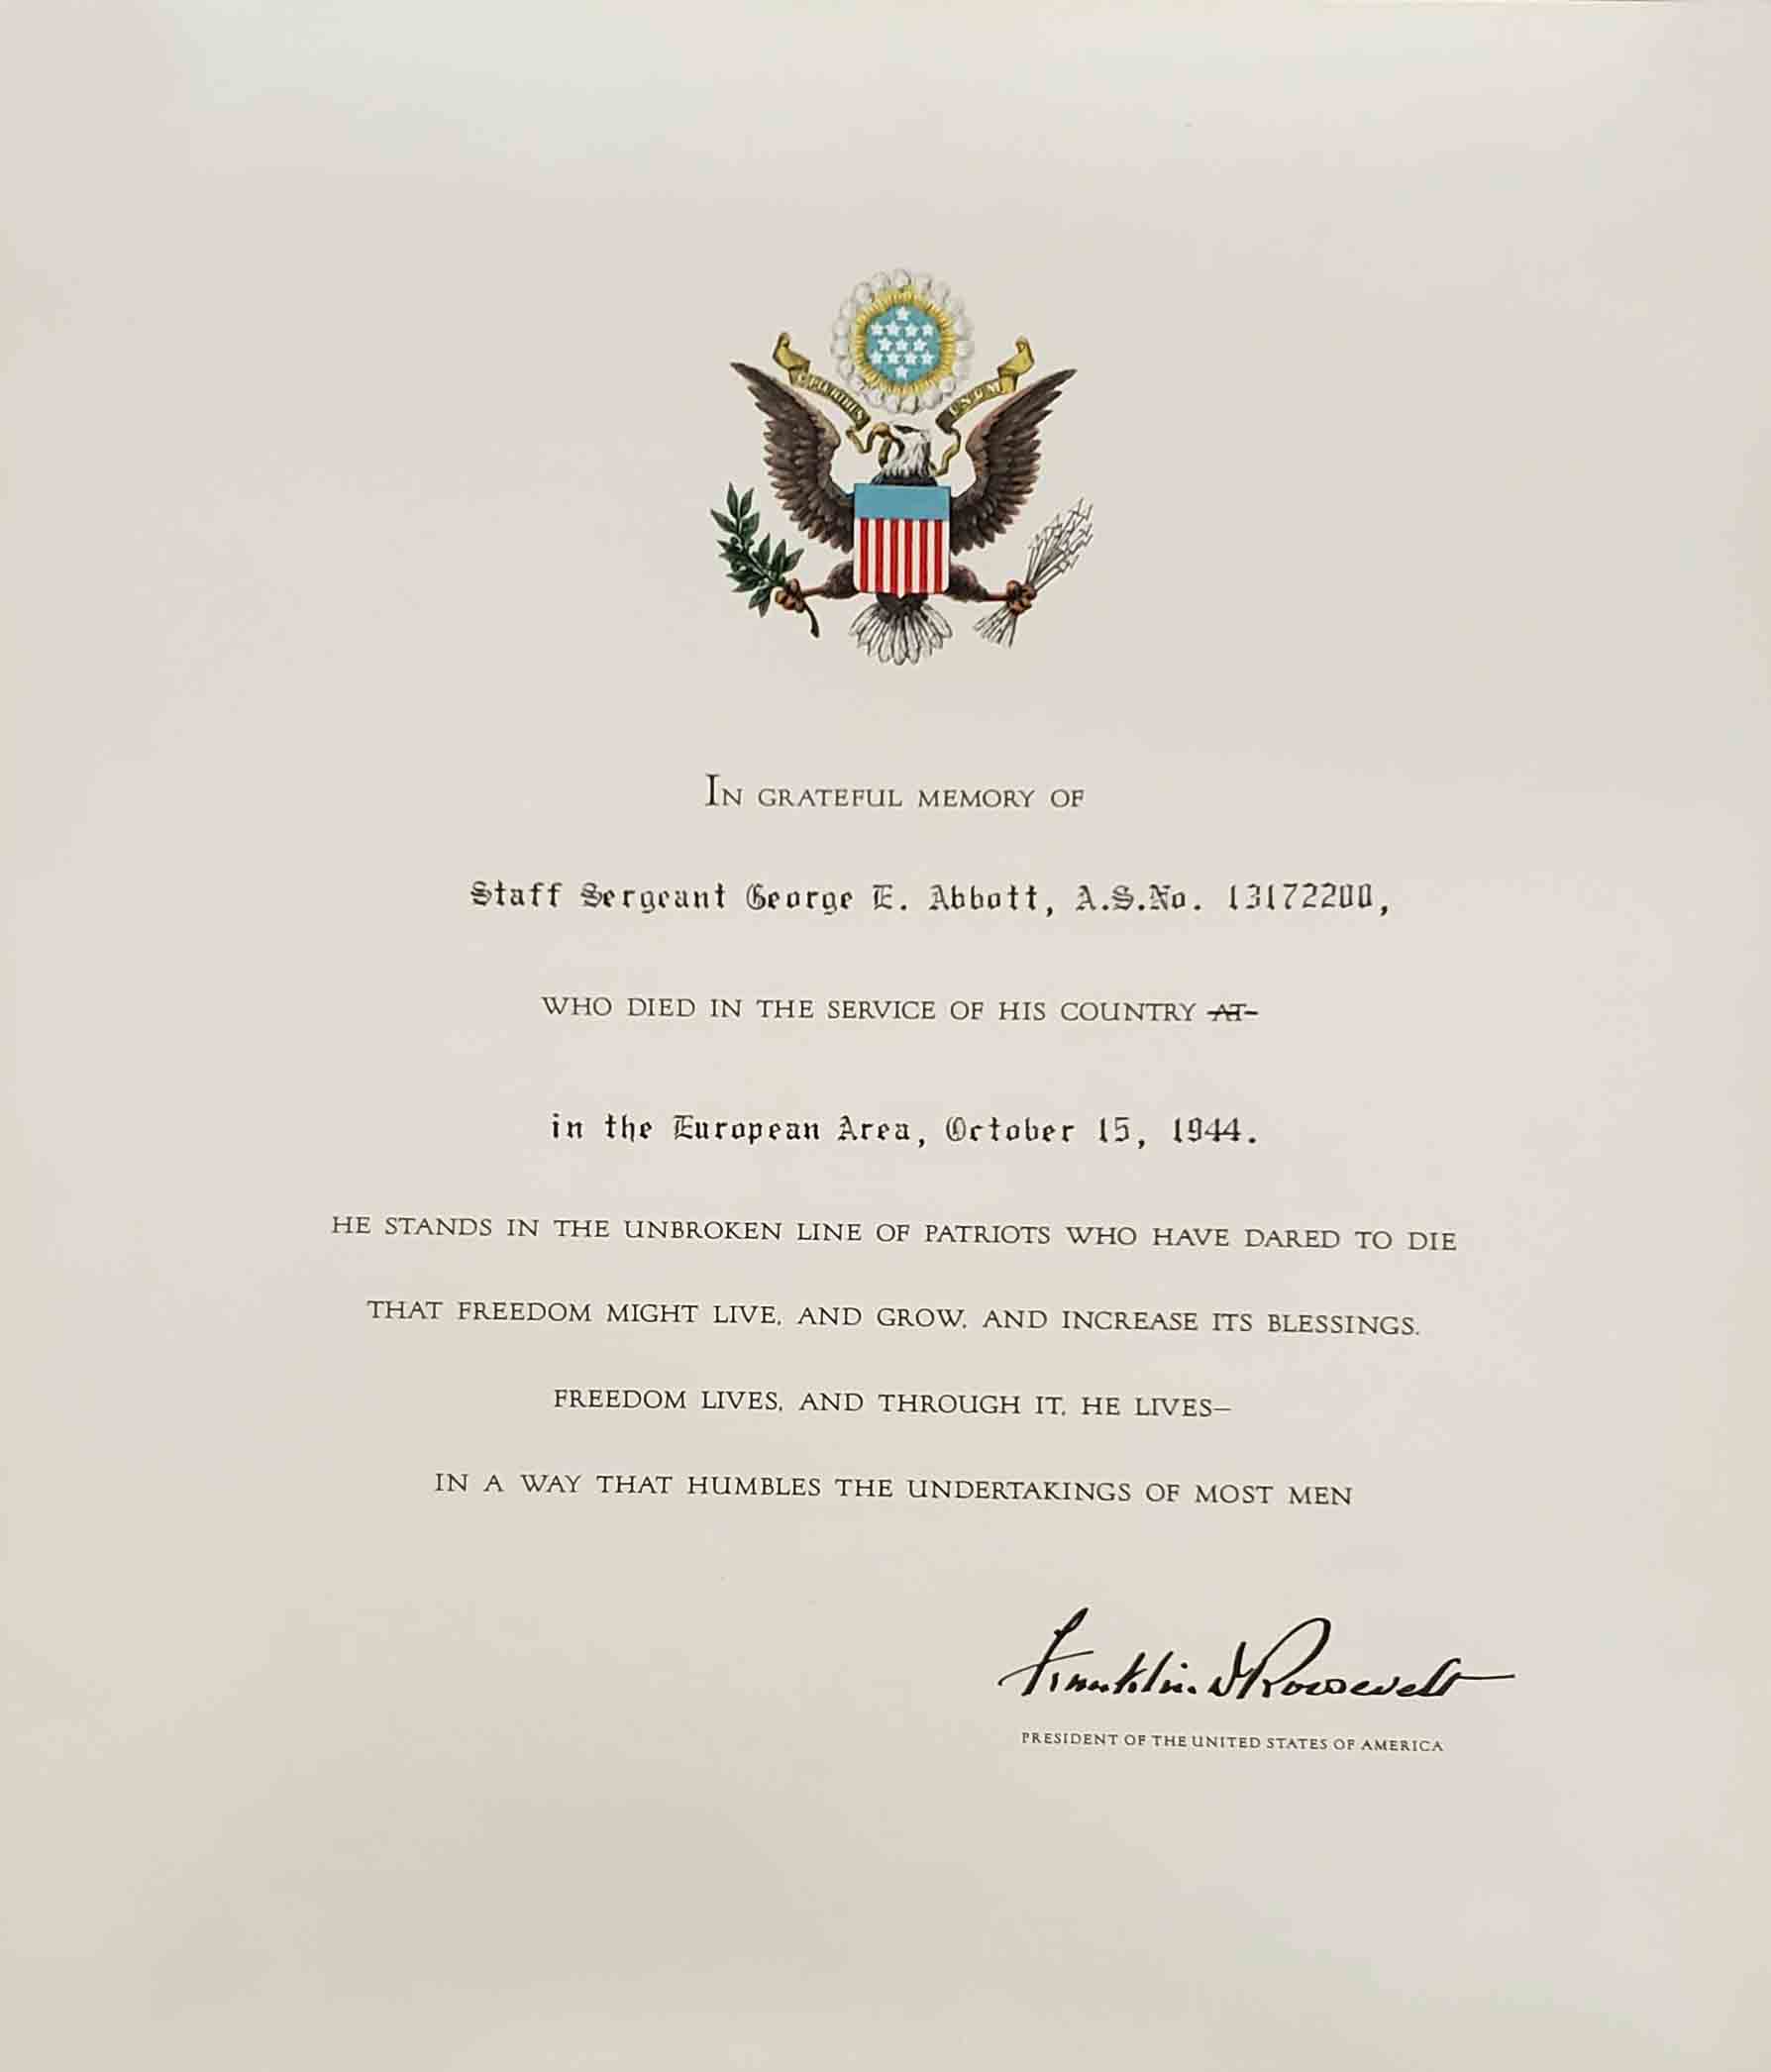 E PLURIBUS UNUM
IN GRATEFUL MEMORY OF
Staff Sergeant George E. Abbott, A.S.No. 13172200,
WHO DIED IN THE SERVICE OF HIS COUNTRY AT
in the European Area, October 15, 1944.
HE STANDS IN THE UNBROKEN LINE OF PATRIOTS WHO HAVE DARED TO DIE
THAT FREEDOM MIGHT LIVE, AND GROW, AND INCREASE ITS BLESSINGS.
FREEDOM LIVES, AND THROUGH IT, HE LIVES—
IN A WAY THAT HUMBLES THE UNDERTAKINGS OF MOST MEN
Franklin D Roosevelt
PRESIDENT OF THE UNITED STATES OF AMERICA